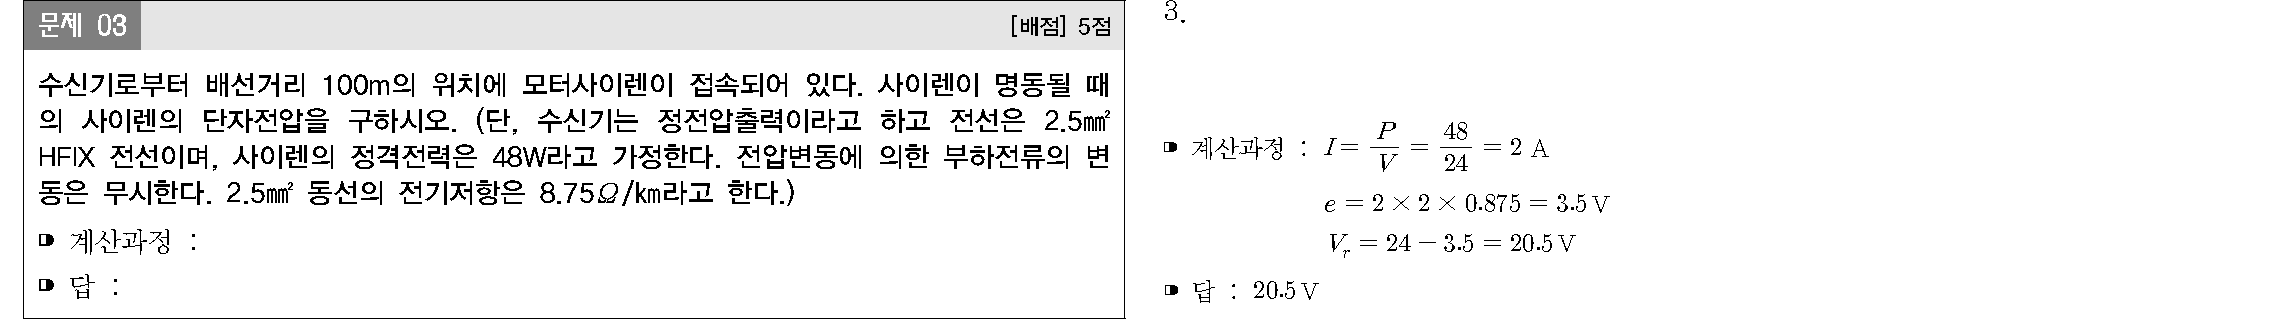 문제 03
[배점] 5점
수신기로부터 배선거리 100m의 위치에 모터사이렌이 접속되어 있다. 사이렌이 명동될 때
의 사이렌의 단자전압을 구하시오. (단, 수신기는 정전압출력이라고 하고 전선은 2.5㎟
HFIX 전선이며, 사이렌의 정격전력은 48W라고 가정한다. 전압변동에 의한 부하전류의 변
동은 무시한다. 2.5㎟ 동선의 전기저항은 8.75Ω/km라고 한다.)
계산과정 :
답 :
3.
계산과정 : I = P/V = 48/24 = 2 A
e = 2 × 2 × 0.875 = 3.5 V
Vr = 24 − 3.5 = 20.5 V
답 : 20.5 V